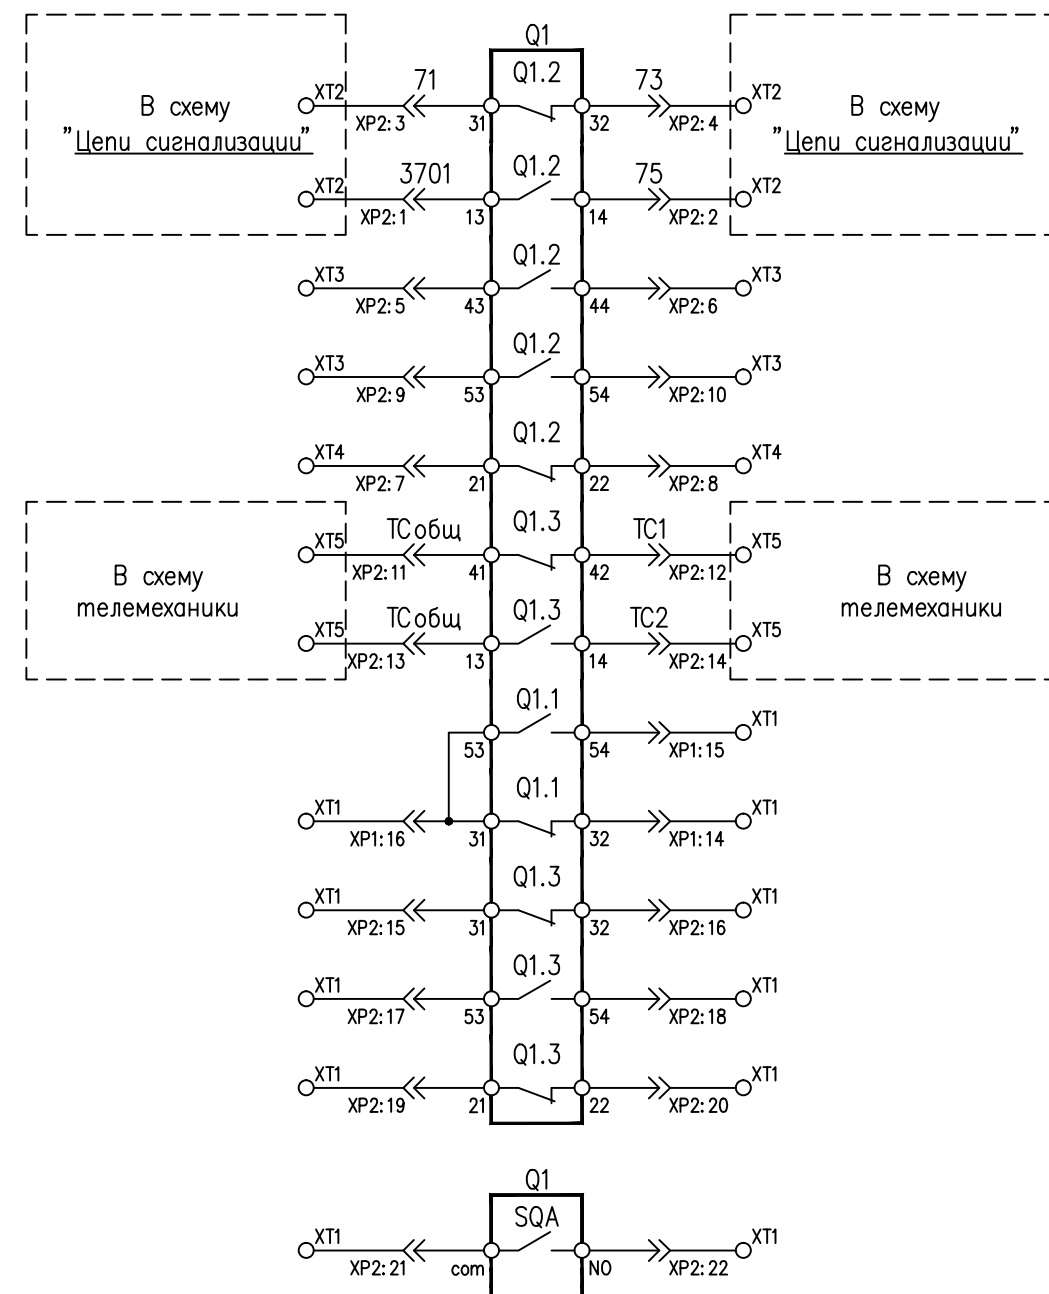 Q1
Q1.2
XT2 71 73 XT2
XP2:3 31 32 XP2:4
В схему
"Цепи сигнализации"
В схему
"Цепи сигнализации"
Q1.2
XT2 3701 75 XT2
XP2:1 13 14 XP2:2
Q1.2
XT3 XT3
XP2:5 43 44 XP2:6
Q1.2
XT3 XT3
XP2:9 53 54 XP2:10
Q1.2
XT4 XT4
XP2:7 21 22 XP2:8
Q1.3
XT5 ТСобщ ТС1 XT5
XP2:11 41 42 XP2:12
В схему
телемеханики
В схему
телемеханики
Q1.3
XT5 ТСобщ ТС2 XT5
XP2:13 13 14 XP2:14
Q1.1
XT1
53 54 XP1:15
Q1.1
XT1 XT1
XP1:16 31 32 XP1:14
Q1.3
XT1 XT1
XP2:15 31 32 XP2:16
Q1.3
XT1 XT1
XP2:17 53 54 XP2:18
Q1.3
XT1 XT1
XP2:19 21 22 XP2:20
Q1
SQA
XT1 XT1
XP2:21 com NO XP2:22